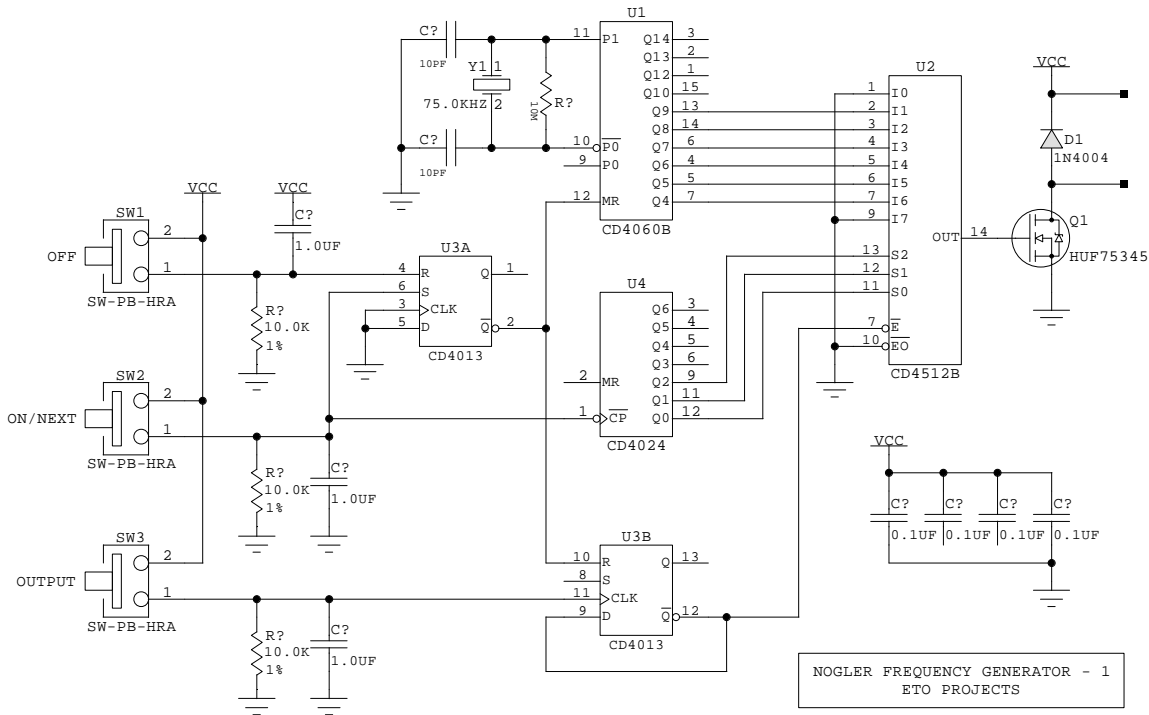 U1
C?
10PF
Y1 1
75.0KHZ 2
R?
10M
C?
10PF
11 P1
10 P0
9 P0
12 MR
Q14 3
Q13 2
Q12 1
Q10 15
Q9 13
Q8 14
Q7 6
Q6 4
Q5 5
Q4 7
CD4060B
U2
1 I0
2 I1
3 I2
4 I3
5 I4
6 I5
7 I6
9 I7
OUT 14
13 S2
12 S1
11 S0
7 E
10 EO
CD4512B
VCC
D1
1N4004
Q1
HUF75345
VCC
VCC
C?
1.0UF
SW1
2
OFF
1
SW-PB-HRA
R?
10.0K
1%
U3A
4 R
6 S
3 CLK
5 D
Q 1
Q 2
CD4013
U4
Q6 3
Q5 4
Q4 5
Q3 6
2 MR
Q2 9
Q1 11
1 CP
Q0 12
CD4024
SW2
2
ON/NEXT
1
SW-PB-HRA
R?
10.0K
1%
C?
1.0UF
VCC
C? C? C? C?
0.1UF 0.1UF 0.1UF 0.1UF
SW3
2
OUTPUT
1
SW-PB-HRA
R?
10.0K
1%
C?
1.0UF
U3B
10 R
8 S
11 CLK
9 D
Q 13
Q 12
CD4013
NOGLER FREQUENCY GENERATOR - 1
ETO PROJECTS